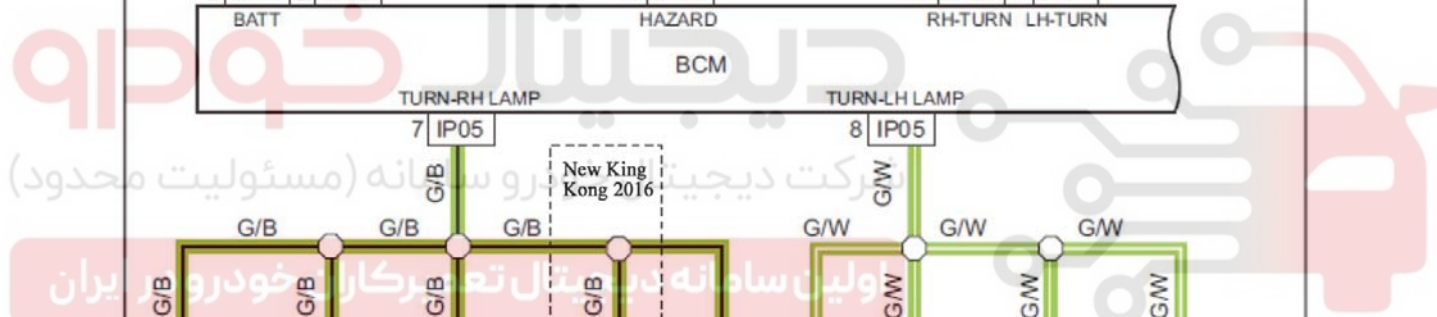 BATT HAZARD RH-TURN LH-TURN
BCM
TURN-RH LAMP TURN-LH LAMP
7 IP05 8 IP05
دیجیتال خودرو
شرکت دیجیتال خودرو سامانه (مسئولیت محدود)
G/B G/W
New King
Kong 2016
G/B G/B G/B G/W G/W G/W
اولین سامانه دیجیتال تعمیرکاران خودرو در ایران
G/B G/B G/B G/B G/W G/W G/W